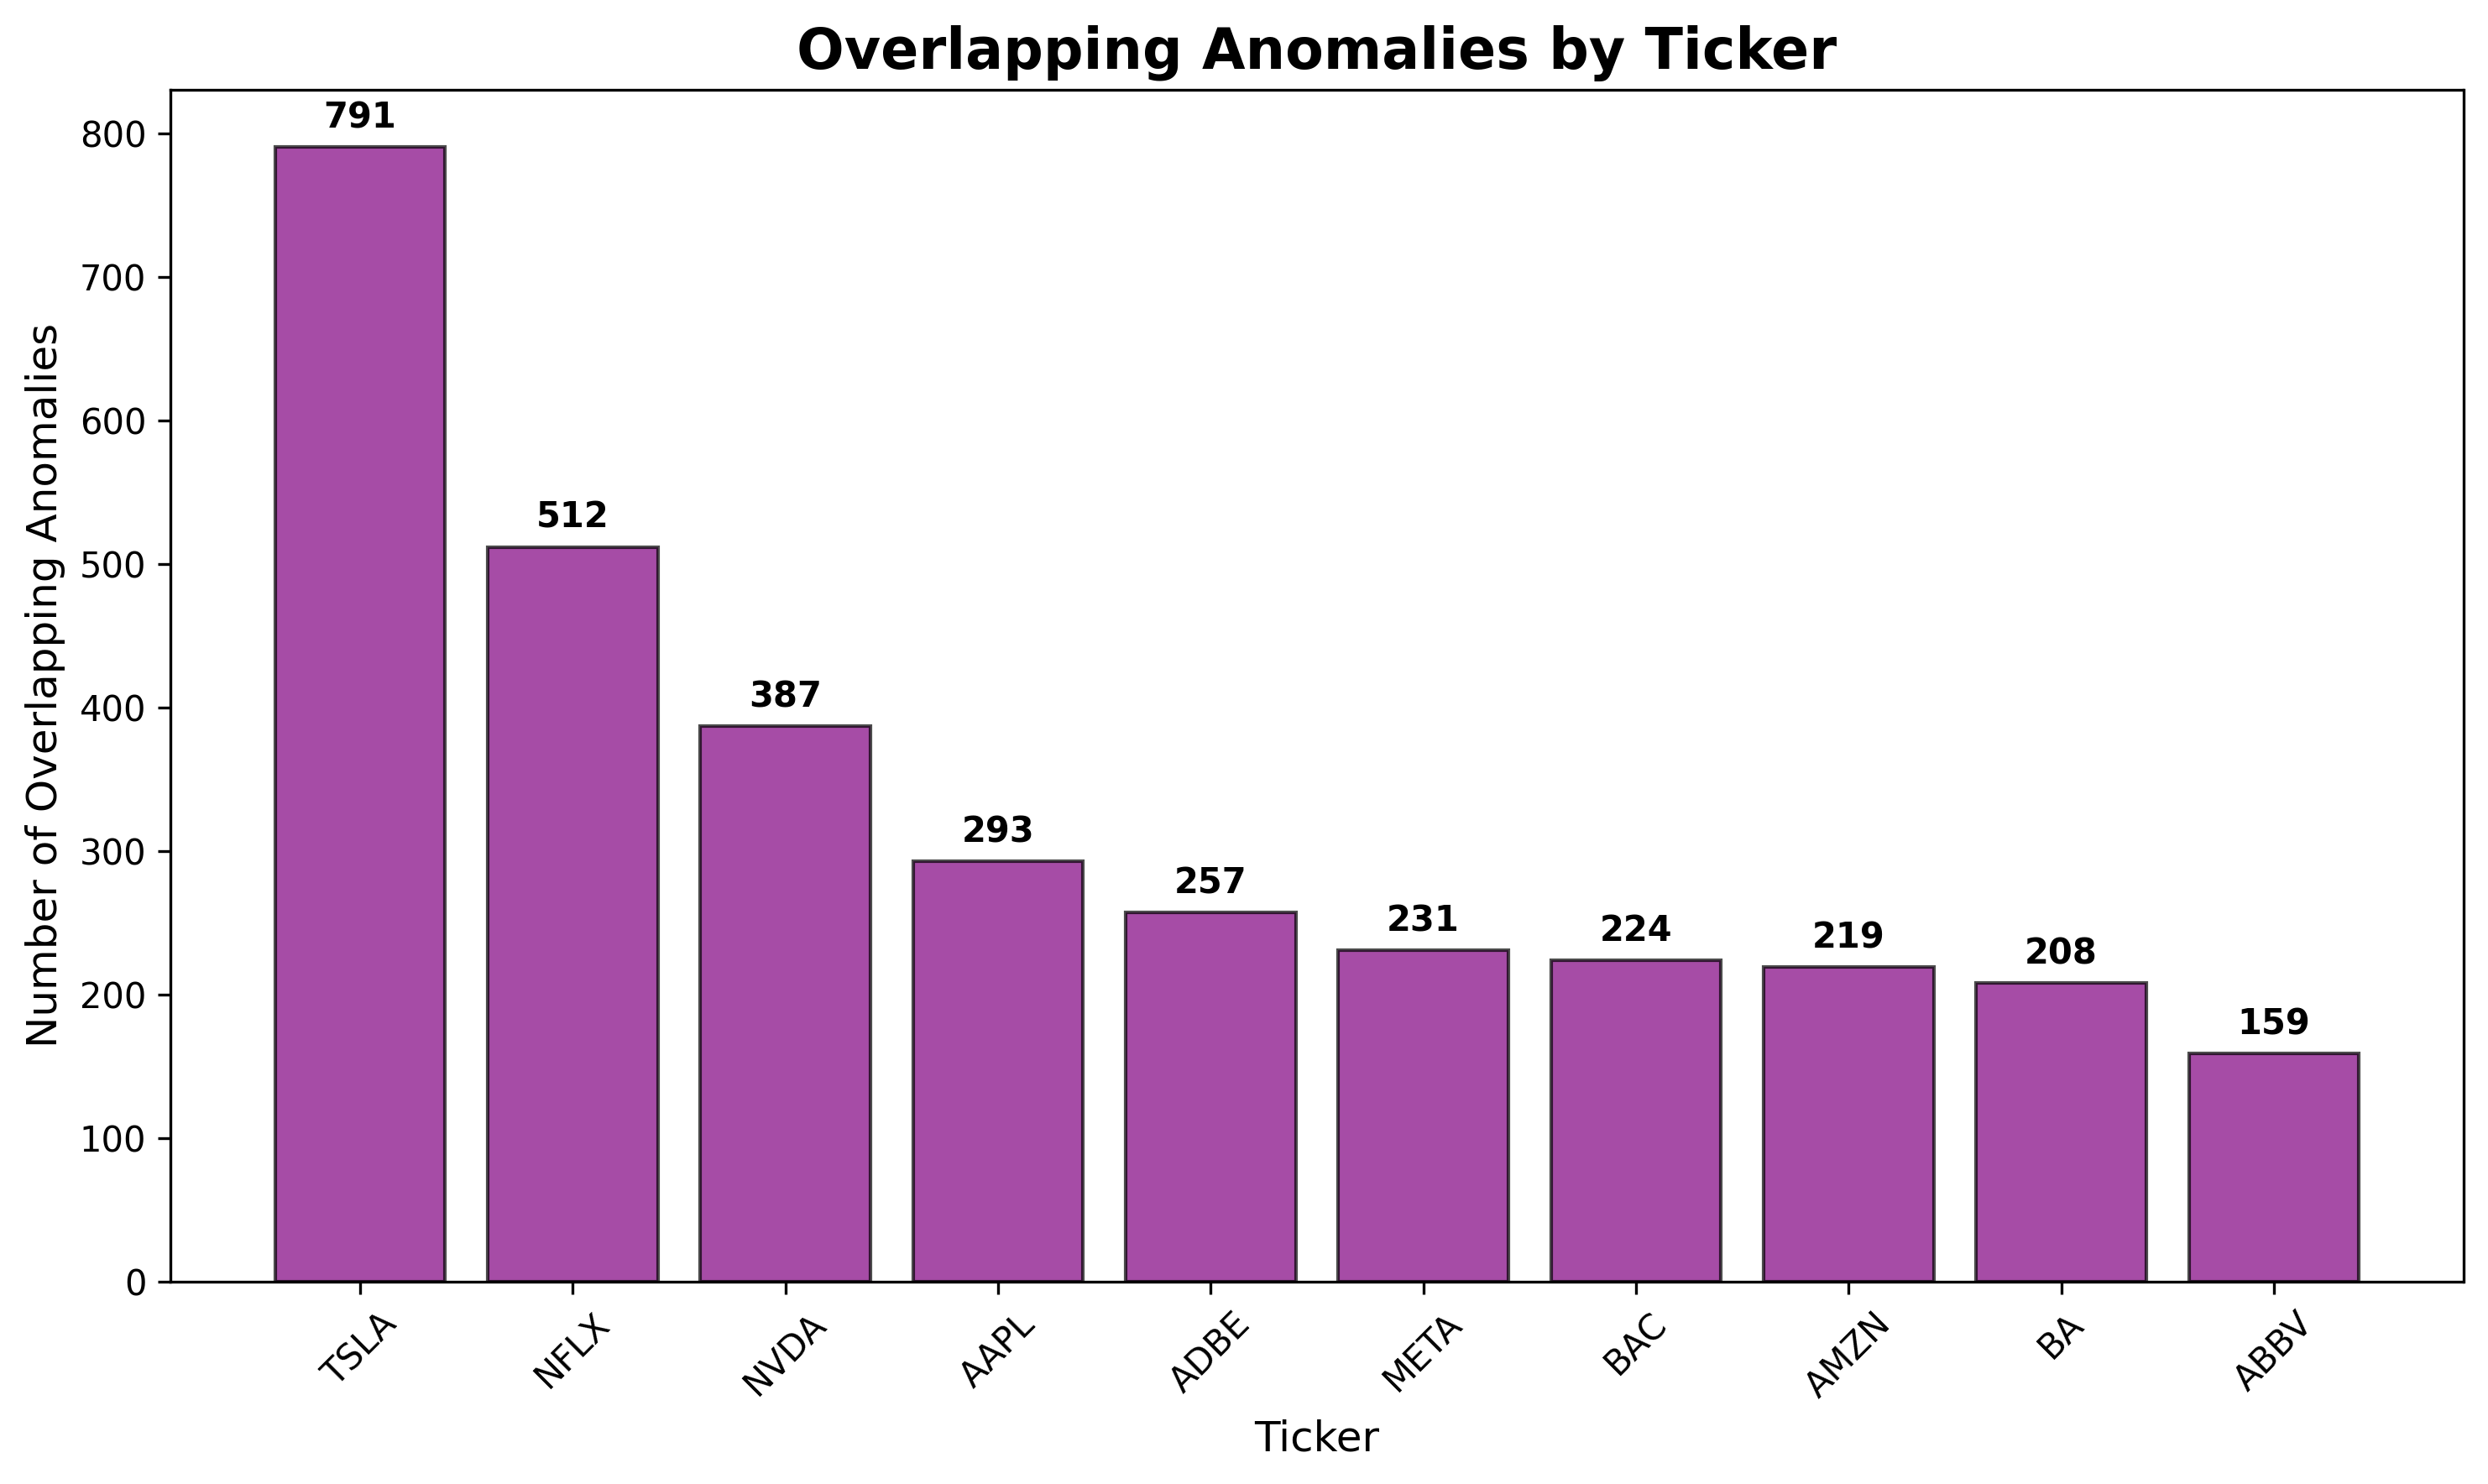 Overlapping Anomalies by Ticker
Number of Overlapping Anomalies
800
700
600
500
400
300
200
100
0
791
512
387
293
257
231
224
219
208
159
TSLA
NFLX
NVDA
AAPL
ADBE
META
BAC
AMZN
BA
ABBV
Ticker